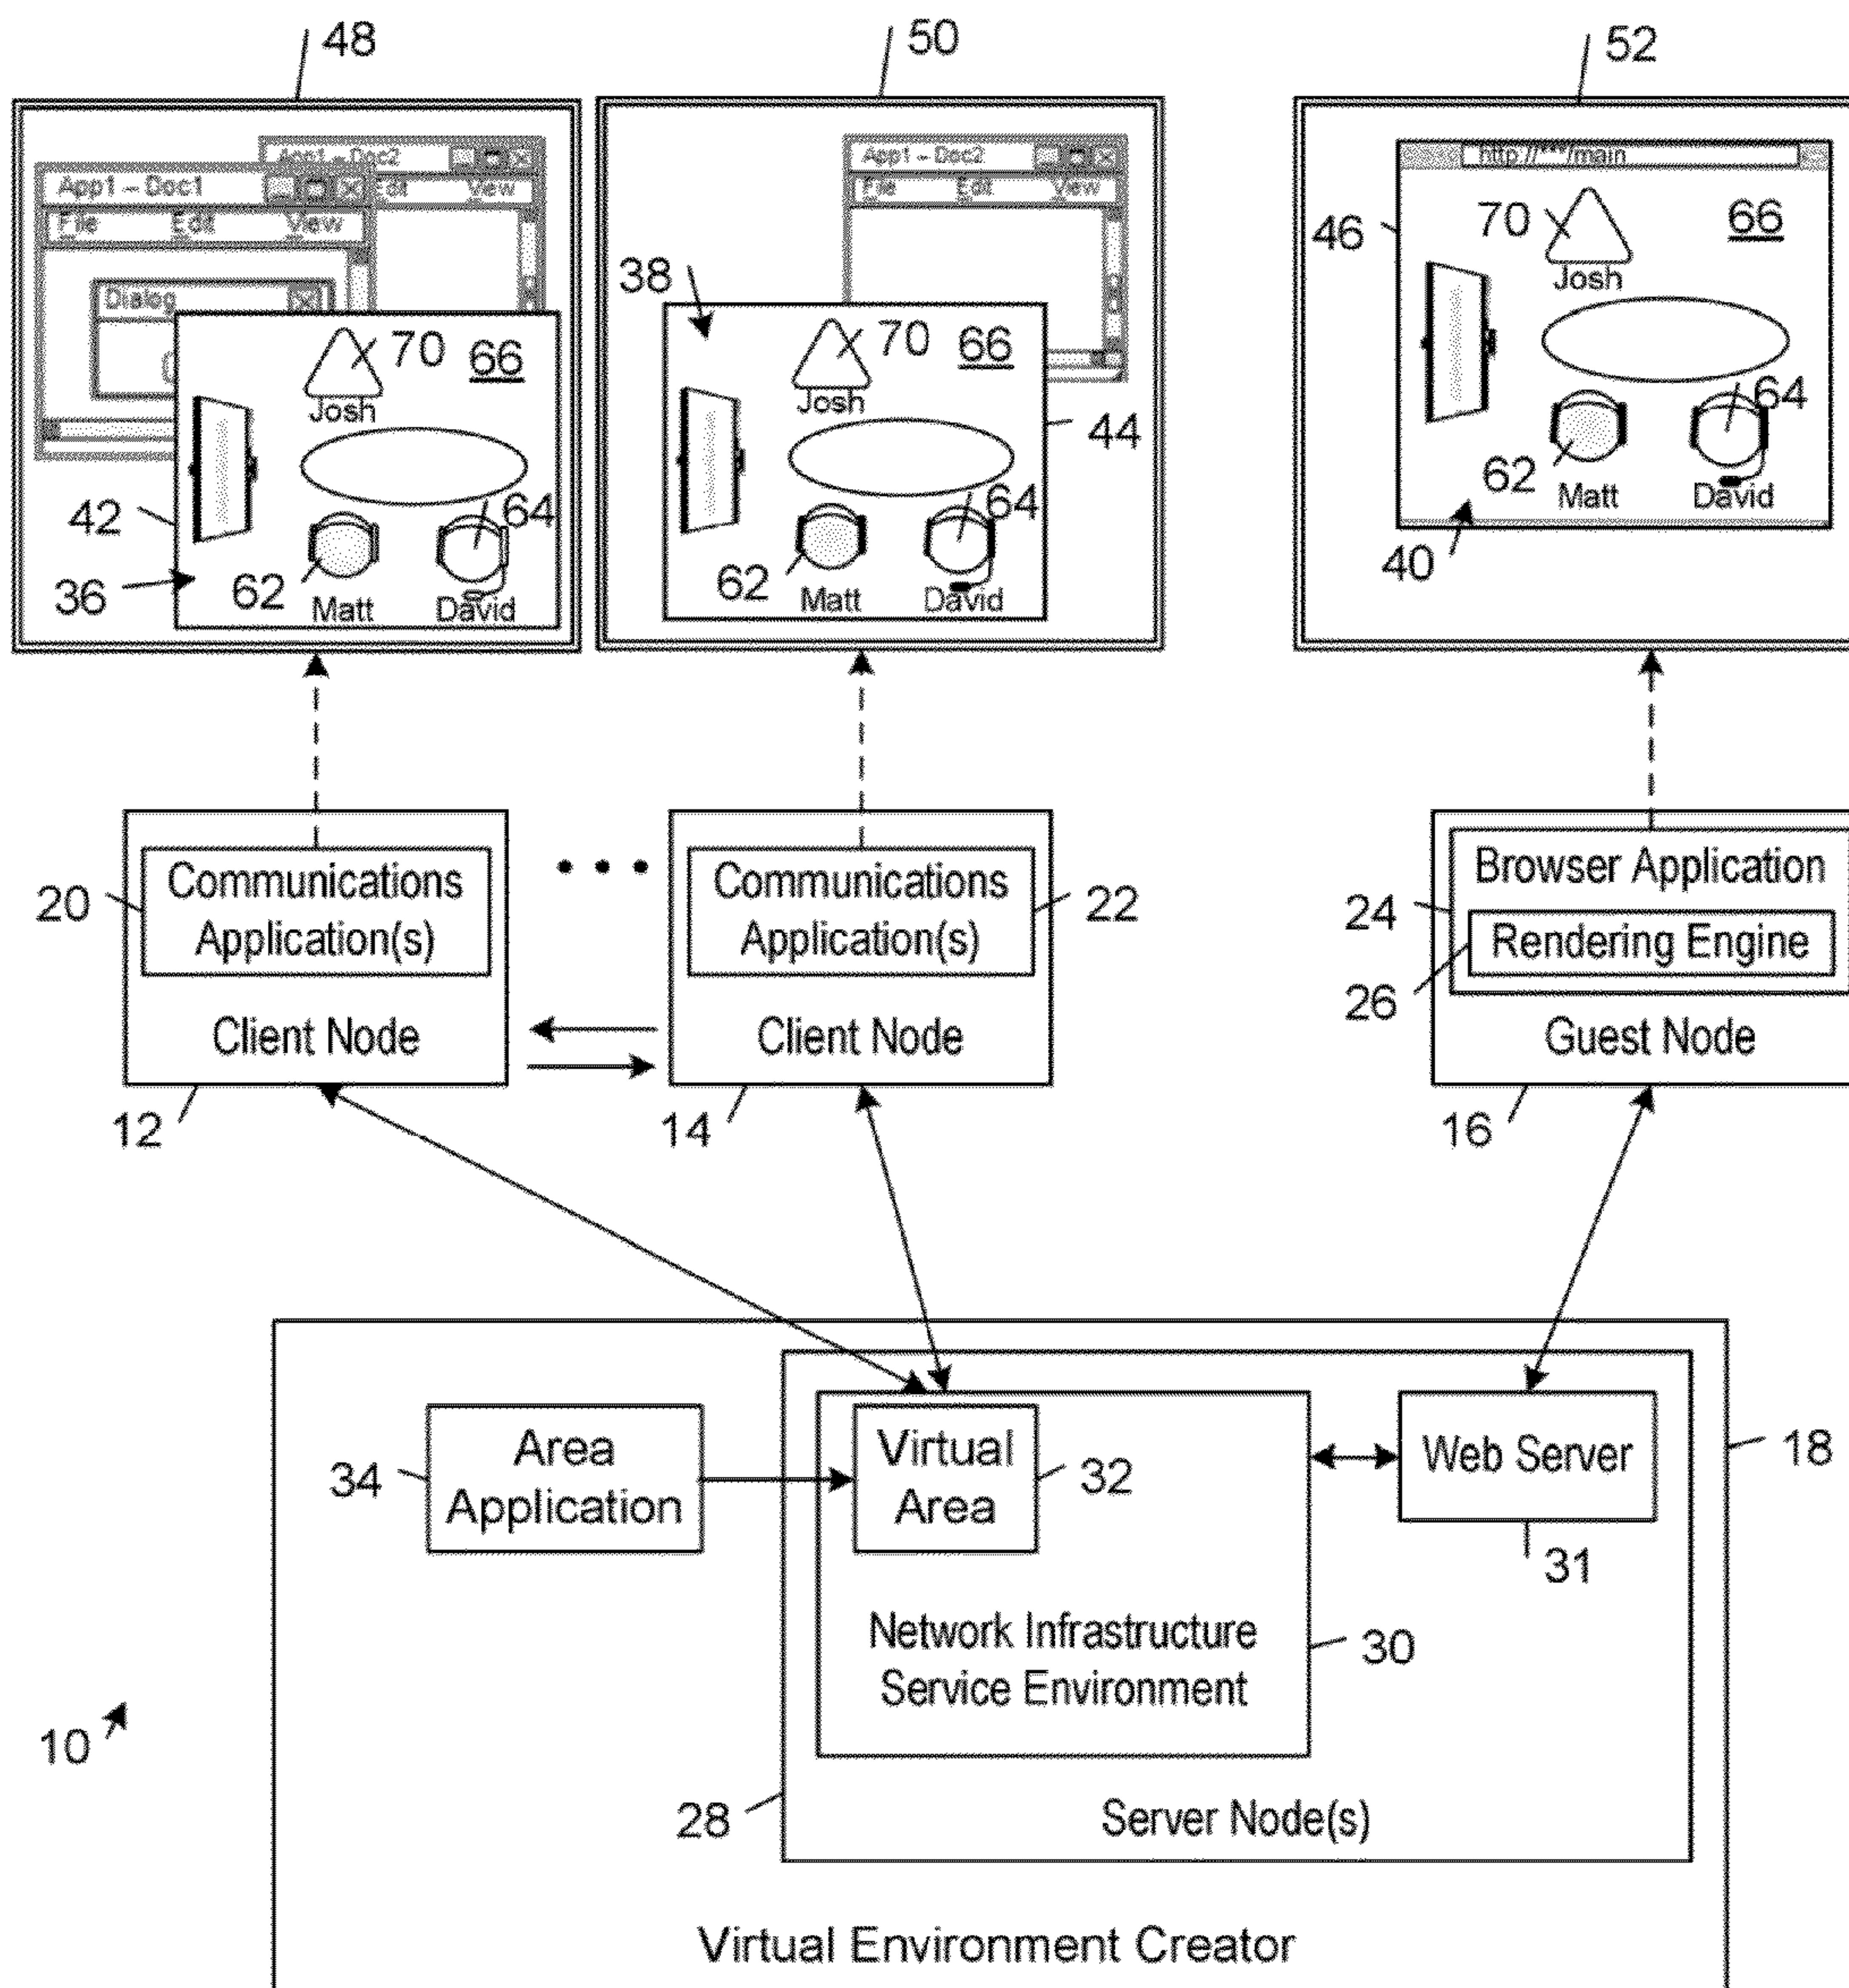 48
50
52
App1 – Doc2
Edit
View
App1 – Doc1
File
Edit
View
Dialog
70
66
Josh
42
64
36
62
Matt
David
App1 – Doc2
File
Edit
View
38
70
66
Josh
44
64
62
Matt
David
http://***/main
46
70
66
Josh
64
62
Matt
David
40
20
Communications
Application(s)
Client Node
12
• • •
Communications
Application(s)
22
Client Node
14
Browser Application
24
Rendering Engine
26
Guest Node
16
34
Area
Application
Virtual
Area
32
Web Server
18
31
Network Infrastructure
Service Environment
30
10
28
Server Node(s)
Virtual Environment Creator